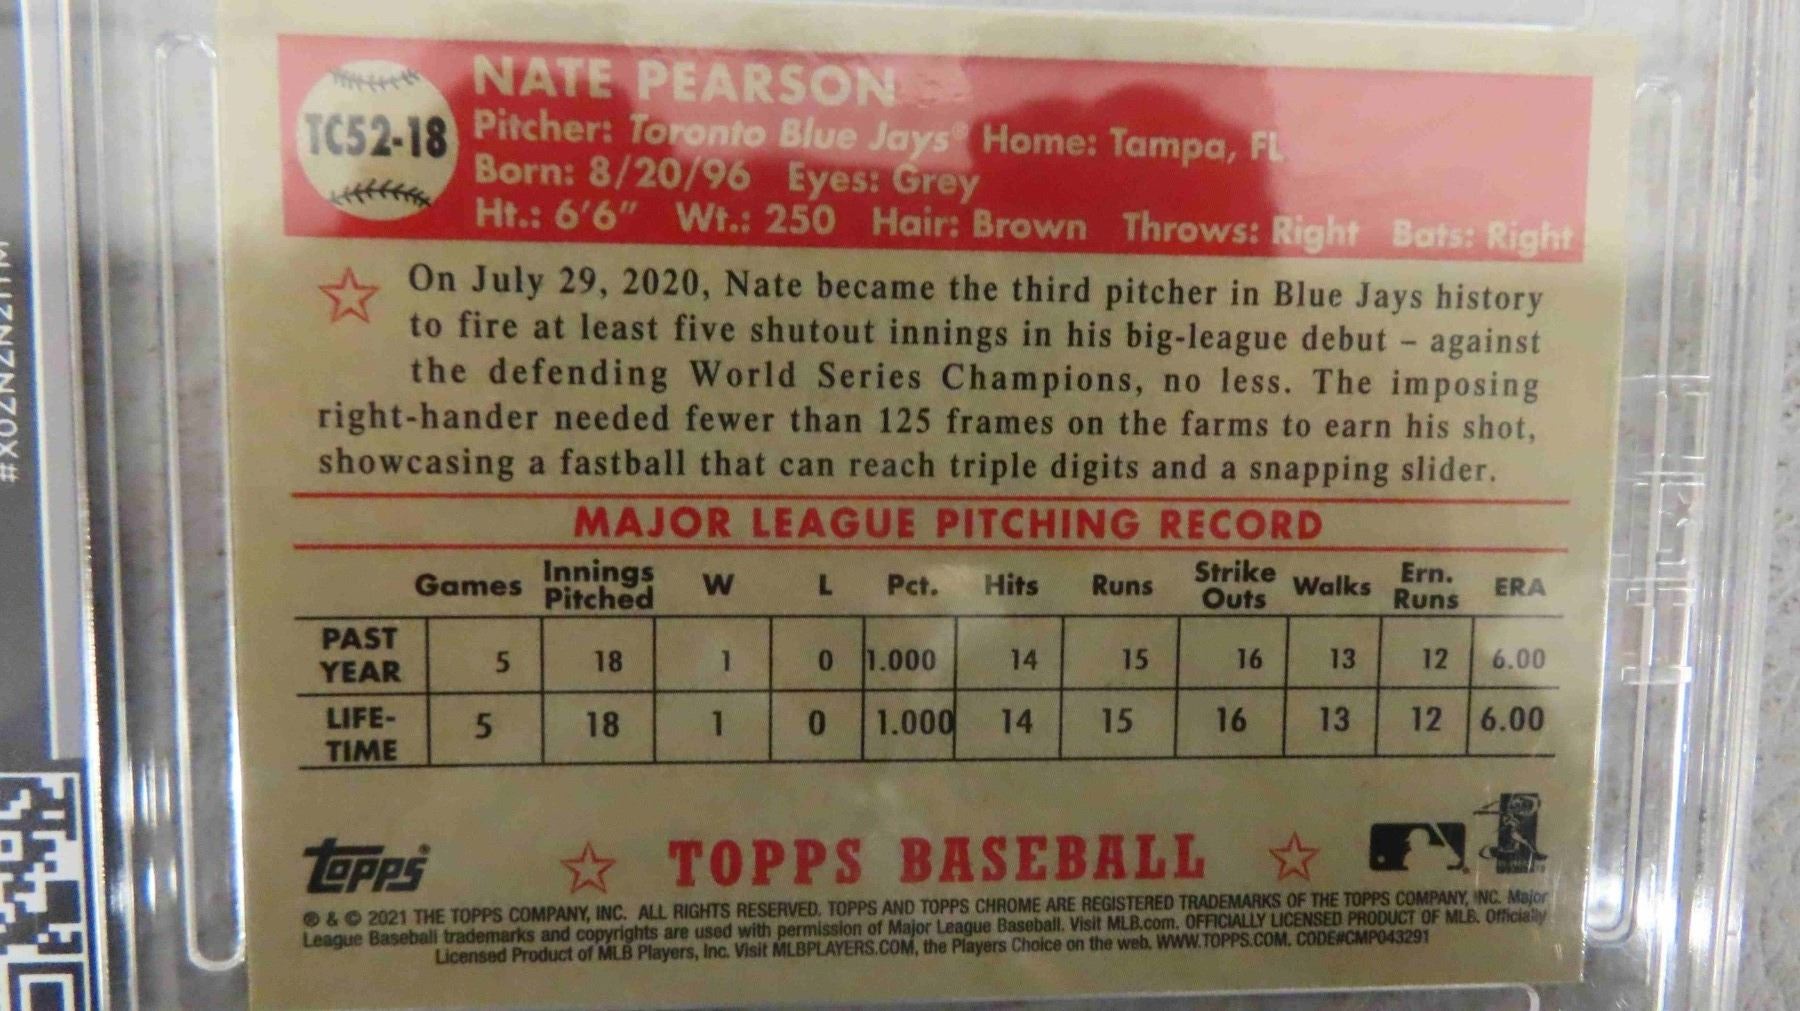 NATE PEARSON
TC52-18
Pitcher: Toronto Blue Jays® Home: Tampa, FL
Born: 8/20/96 Eyes: Grey
Ht.: 6'6" Wt.: 250 Hair: Brown Throws: Right Bats: Right
On July 29, 2020, Nate became the third pitcher in Blue Jays history
to fire at least five shutout innings in his big-league debut – against
the defending World Series Champions, no less. The imposing
right-hander needed fewer than 125 frames on the farms to earn his shot,
showcasing a fastball that can reach triple digits and a snapping slider.
MAJOR LEAGUE PITCHING RECORD
Games Innings Pitched W L Pct. Hits Runs Strike Outs Walks Ern. Runs ERA
PAST YEAR 5 18 1 0 1.000 14 15 16 13 12 6.00
LIFE-TIME 5 18 1 0 1.000 14 15 16 13 12 6.00
Topps® TOPPS BASEBALL
® & © 2021 THE TOPPS COMPANY, INC. ALL RIGHTS RESERVED. TOPPS AND TOPPS CHROME ARE REGISTERED TRADEMARKS OF THE TOPPS COMPANY, INC. Major
League Baseball trademarks and copyrights are used with permission of Major League Baseball. Visit MLB.com. OFFICIALLY LICENSED PRODUCT OF MLB. Officially
Licensed Product of MLB Players, Inc. Visit MLBPLAYERS.COM, the Players Choice on the web. WWW.TOPPS.COM. CODE#CMP043291